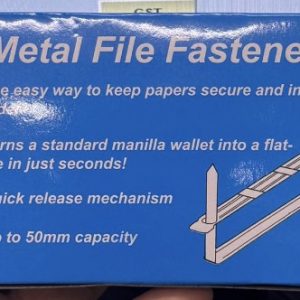 GST
Metal File Fastene
e easy way to keep papers secure and in
de
rns a standard manilla wallet into a flat-
e in just seconds!
uick release mechanism
p to 50mm capacity